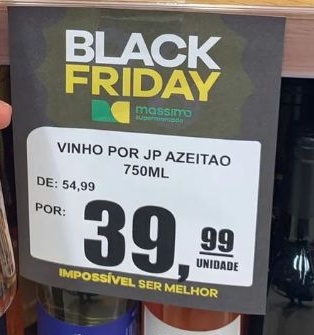 BLACK
FRIDAY
massimo
supermercado
VINHO POR JP AZEITAO
750ML
DE: 54,99
POR:
39,99
UNIDADE
IMPOSSÍVEL SER MELHOR